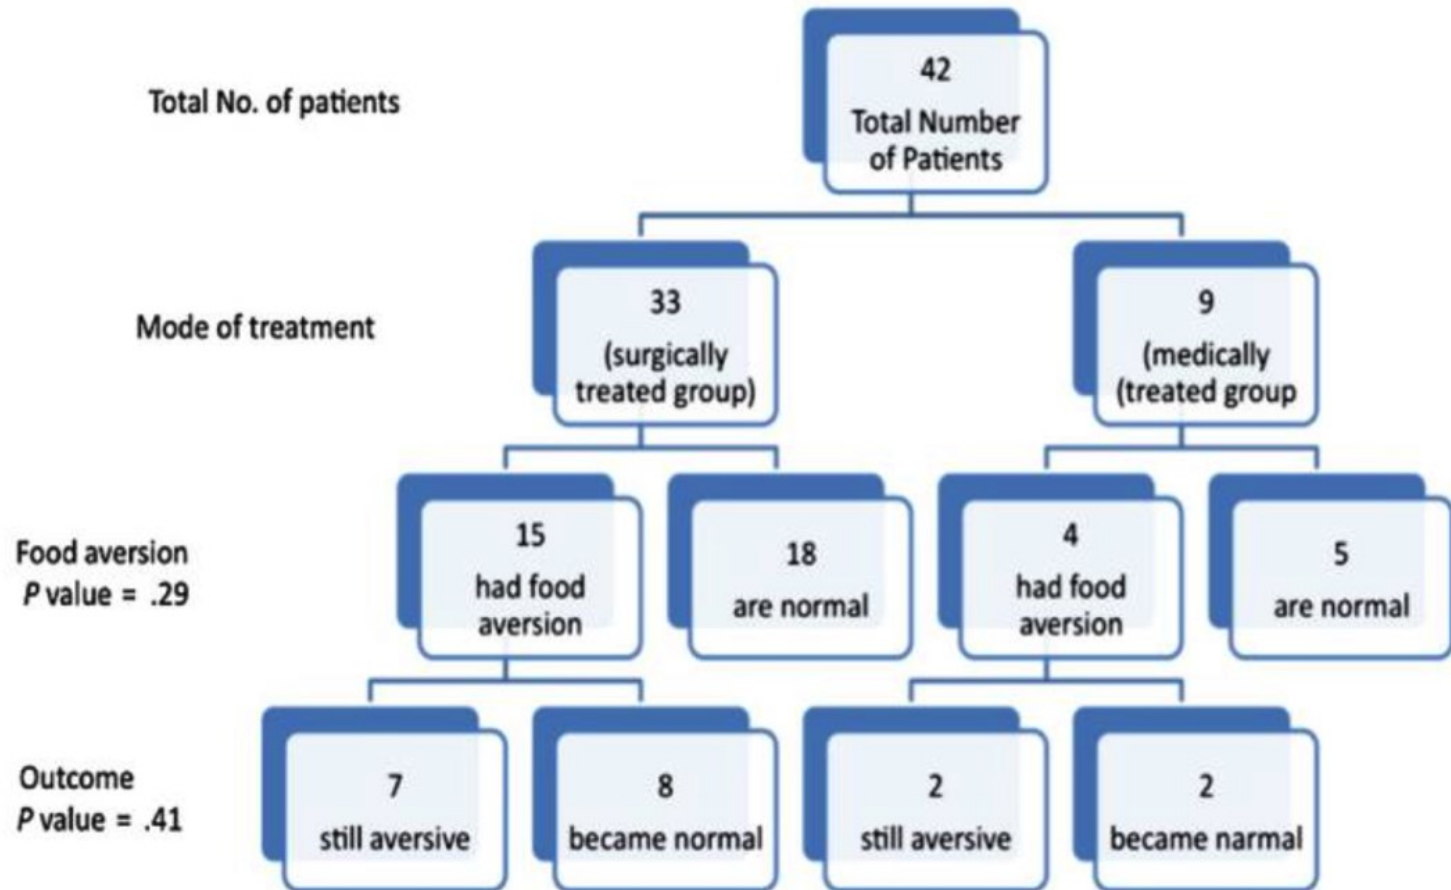 Total No. of patients
42
Total Number
of Patients
Mode of treatment
33
(surgically
treated group)
9
(medically
(treated group
Food aversion
P value = .29
15
had food
aversion
18
are normal
4
had food
aversion
5
are normal
Outcome
P value = .41
7
still aversive
8
became normal
2
still aversive
2
became narmal